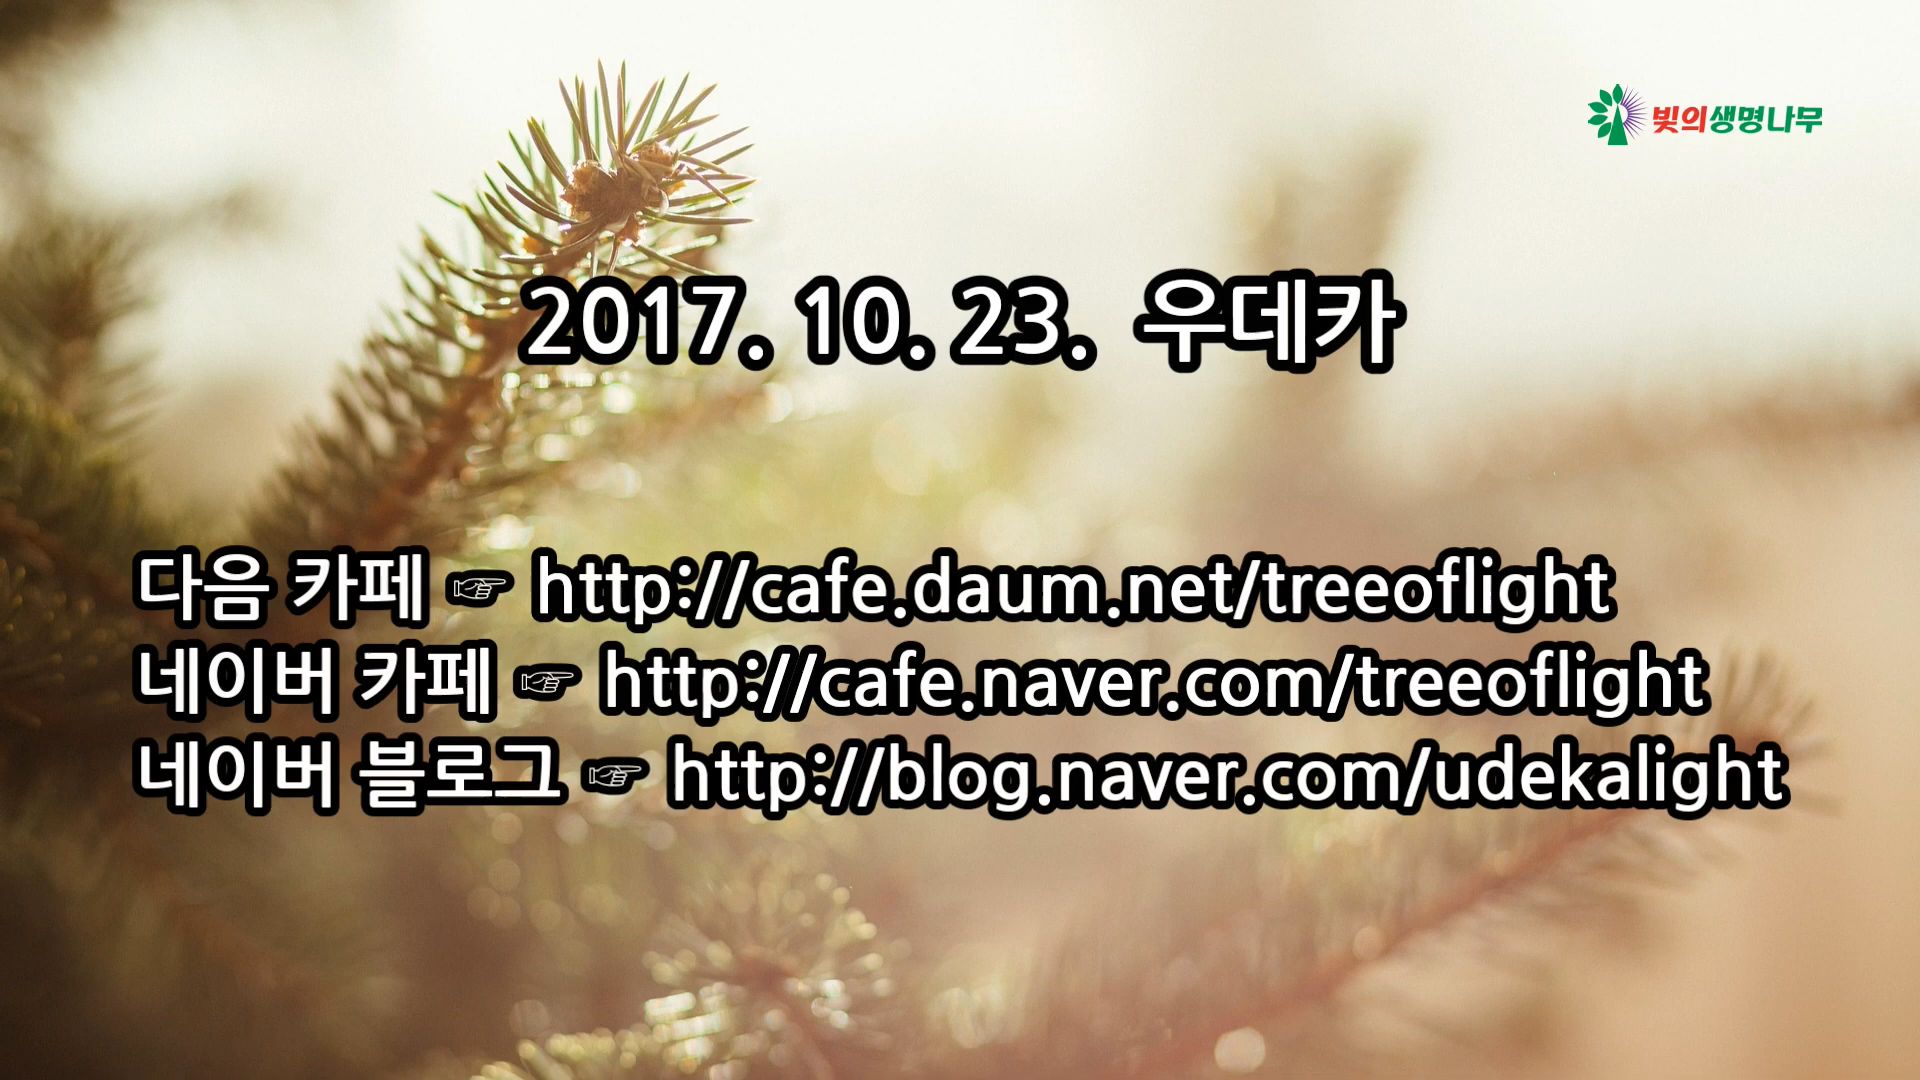 빛의생명나무
2017. 10. 23. 우데카
다음 카페 ☞ http://cafe.daum.net/treeoflight
네이버 카페 ☞ http://cafe.naver.com/treeoflight
네이버 블로그 ☞ http://blog.naver.com/udekalight